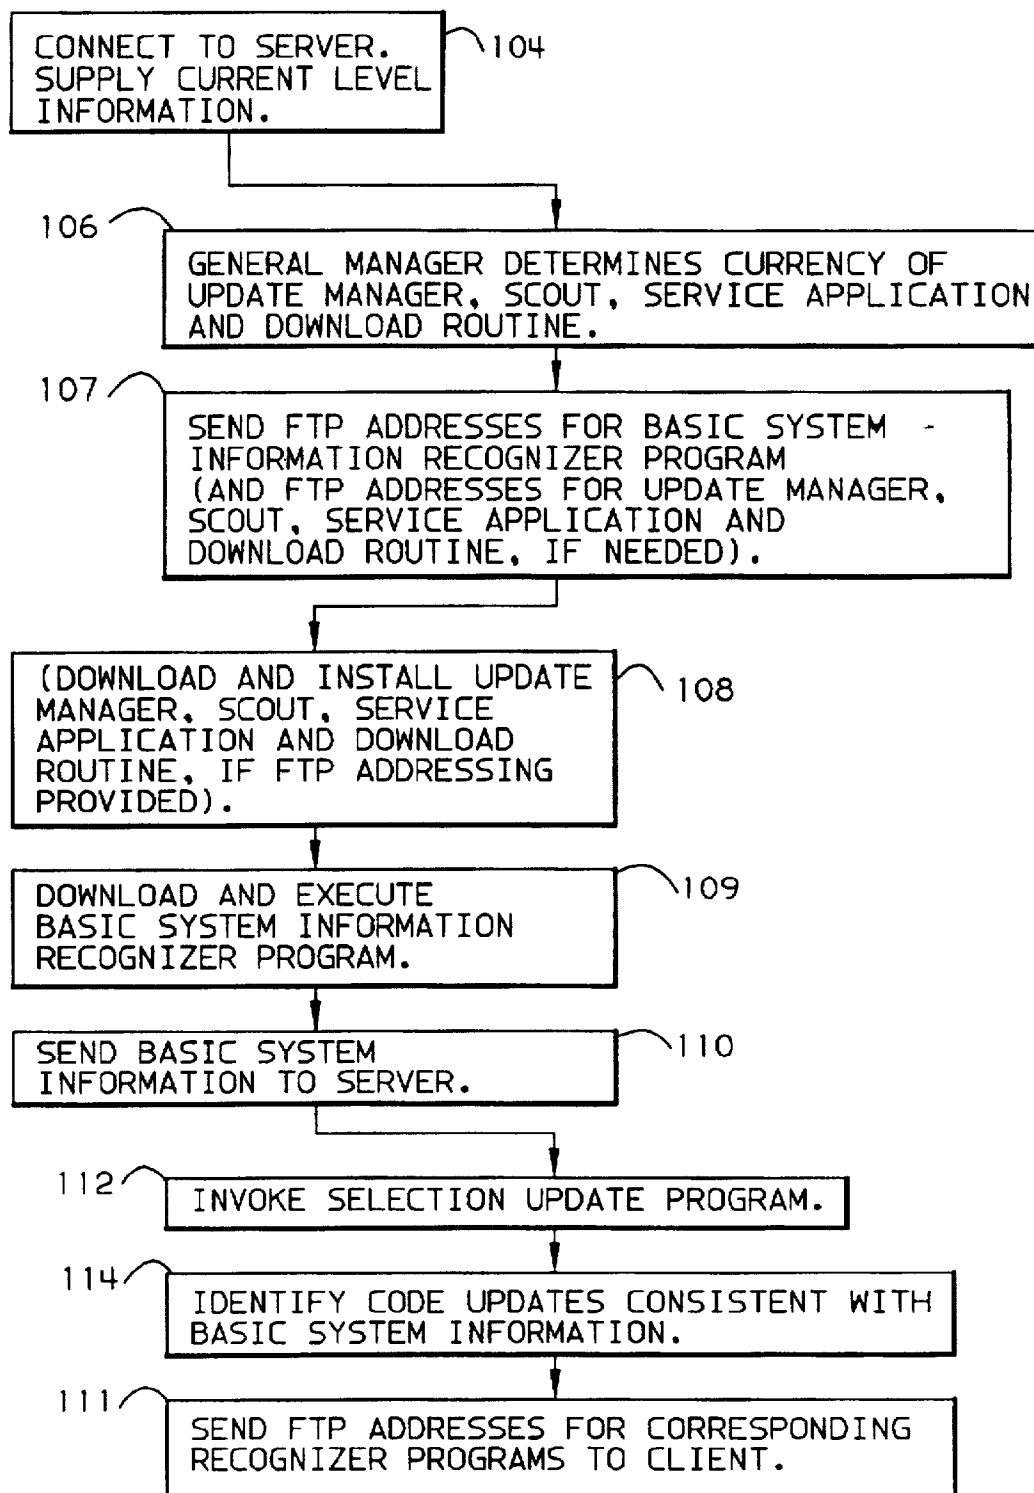 CONNECT TO SERVER.
SUPPLY CURRENT LEVEL
INFORMATION.
104
106
GENERAL MANAGER DETERMINES CURRENCY OF
UPDATE MANAGER, SCOUT, SERVICE APPLICATION
AND DOWNLOAD ROUTINE.
107
SEND FTP ADDRESSES FOR BASIC SYSTEM
INFORMATION RECOGNIZER PROGRAM
(AND FTP ADDRESSES FOR UPDATE MANAGER,
SCOUT, SERVICE APPLICATION AND
DOWNLOAD ROUTINE, IF NEEDED).
(DOWNLOAD AND INSTALL UPDATE
MANAGER, SCOUT, SERVICE
APPLICATION AND DOWNLOAD
ROUTINE, IF FTP ADDRESSING
PROVIDED).
108
DOWNLOAD AND EXECUTE
BASIC SYSTEM INFORMATION
RECOGNIZER PROGRAM.
109
SEND BASIC SYSTEM
INFORMATION TO SERVER.
110
112
INVOKE SELECTION UPDATE PROGRAM.
114
IDENTIFY CODE UPDATES CONSISTENT WITH
BASIC SYSTEM INFORMATION.
111
SEND FTP ADDRESSES FOR CORRESPONDING
RECOGNIZER PROGRAMS TO CLIENT.